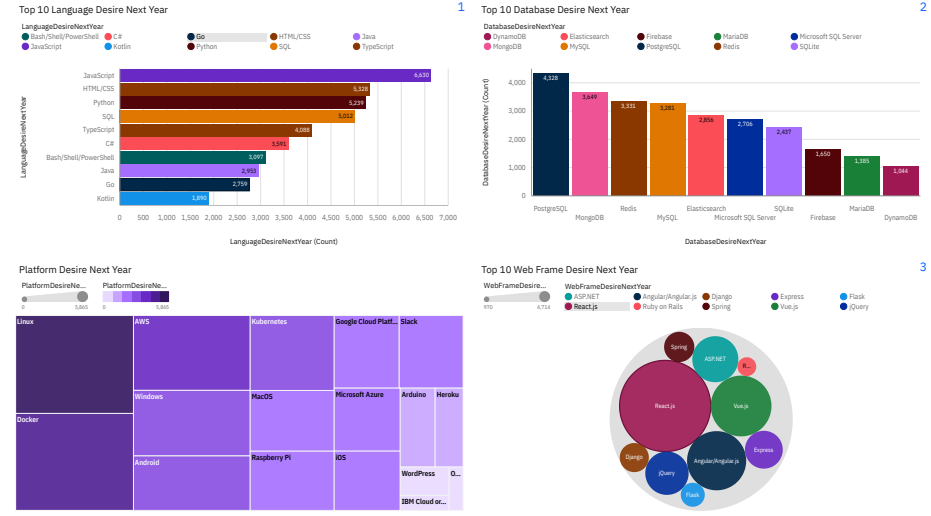 Top 10 Language Desire Next Year
1
LanguageDesireNextYear
Bash/Shell/PowerShell C# Go HTML/CSS Java
JavaScript Kotlin Python SQL TypeScript
LanguageDesireNextYear
JavaScript 6,630
HTML/CSS 5,328
Python 5,239
SQL 5,012
TypeScript 4,088
C# 3,591
Bash/Shell/PowerShell 3,097
Java 2,953
Go 2,759
Kotlin 1,890
0 500 1,000 1,500 2,000 2,500 3,000 3,500 4,000 4,500 5,000 5,500 6,000 6,500 7,000
LanguageDesireNextYear (Count)
Top 10 Database Desire Next Year
2
DatabaseDesireNextYear
DynamoDB Elasticsearch Firebase MariaDB Microsoft SQL Server
MongoDB MySQL PostgreSQL Redis SQLite
DatabaseDesireNextYear (Count)
4,000
3,000
2,000
1,000
0
4,328 3,649 3,331 3,281 2,856 2,706 2,437 1,650 1,385 1,044
PostgreSQL Redis Elasticsearch SQLite MariaDB
MongoDB MySQL Microsoft SQL Server Firebase DynamoDB
DatabaseDesireNextYear
Platform Desire Next Year
PlatformDesireNe... PlatformDesireNe...
0 5,865 0 5,865
Linux AWS Kubernetes Google Cloud Platf... Slack
Windows MacOS Microsoft Azure Arduino Heroku
Docker
Android Raspberry Pi iOS
WordPress O...
IBM Cloud or...
Top 10 Web Frame Desire Next Year
3
WebFrameDesire... WebFrameDesireNextYear
970 4,714
ASP.NET Angular/Angular.js Django Express Flask
React.js Ruby on Rails Spring Vue.js jQuery
Spring
ASP.NET
R...
React.js
Vue.js
Express
Django
Angular/Angular.js
jQuery
Flask